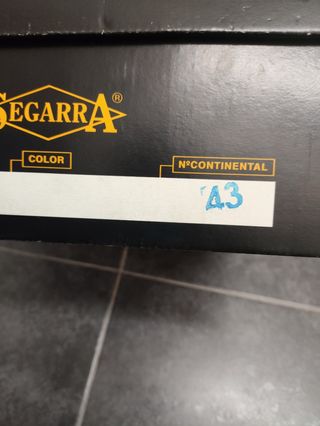 SEGARRA®
COLOR NºCONTINENTAL
43